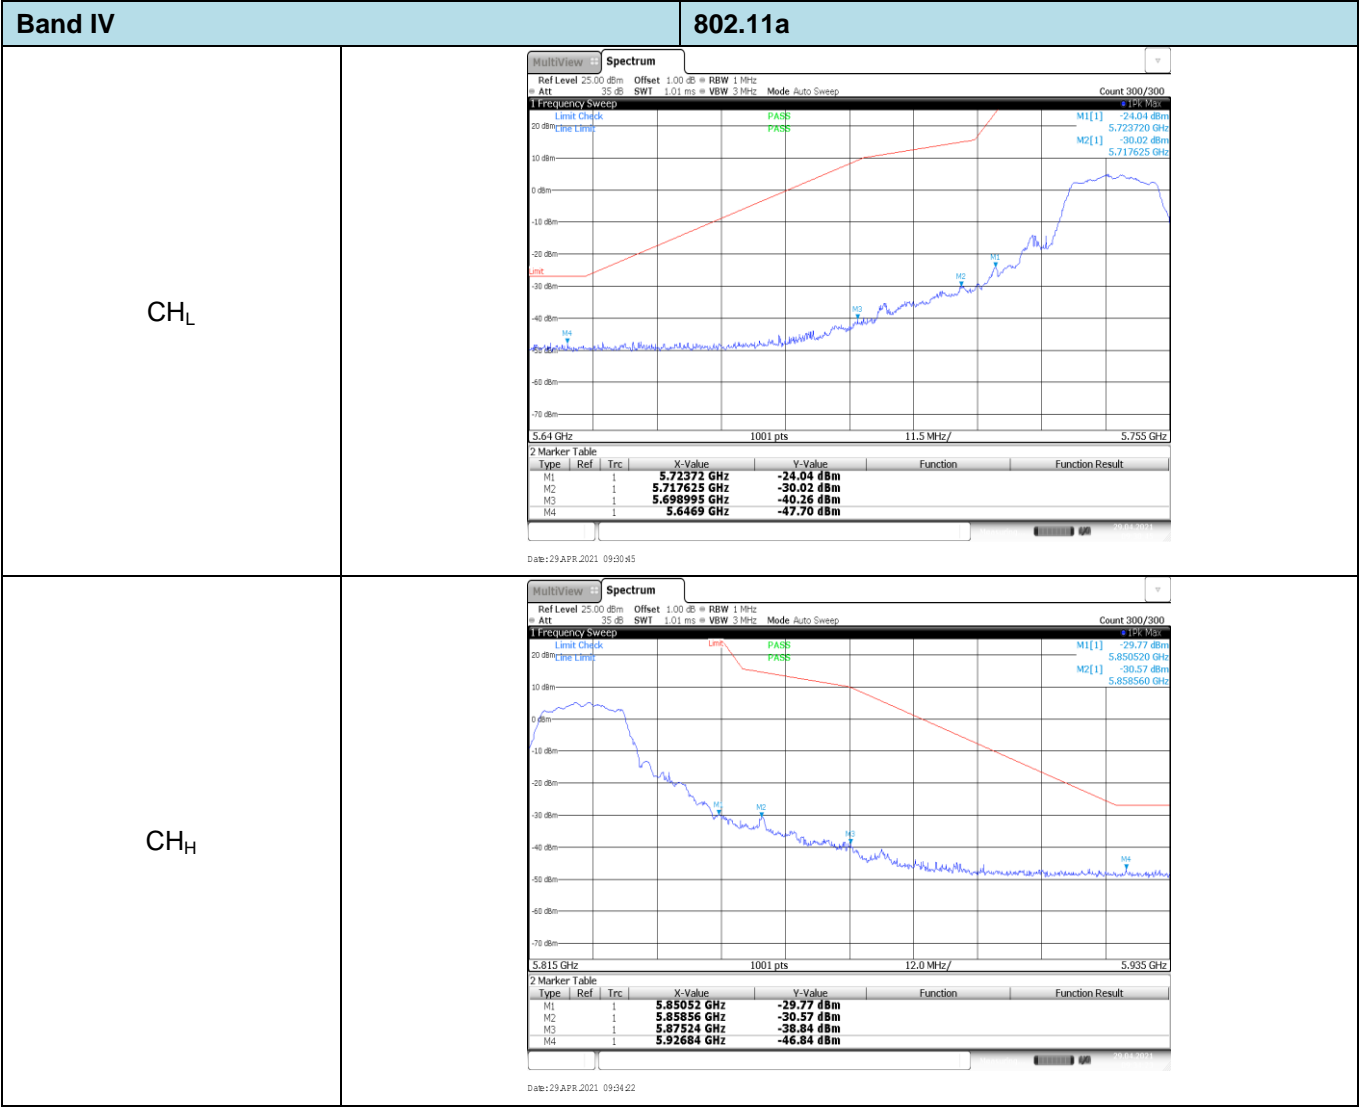 Band IV 802.11a
CHL
MultiView Spectrum
Ref Level 25.00 dBm Offset 1.00 dB RBW 1 MHz
Att 35 dB SWT 1.01 ms VBW 3 MHz Mode Auto Sweep Count 300/300
1 Frequency Sweep 1Pk Max
Limit Check PASS M1[1] -24.04 dBm
Line Limit PASS 5.723720 GHz
20 dBm
M2[1] -30.02 dBm
5.717625 GHz
10 dBm
0 dBm
-10 dBm
-20 dBm
M1
Limit
M2
-30 dBm
M3
-40 dBm
M4
-50 dBm
-60 dBm
-70 dBm
5.64 GHz 1001 pts 11.5 MHz/ 5.755 GHz
2 Marker Table
Type Ref Trc X-Value Y-Value Function Function Result
M1 1 5.72372 GHz -24.04 dBm
M2 1 5.717625 GHz -30.02 dBm
M3 1 5.698995 GHz -40.26 dBm
M4 1 5.6469 GHz -47.70 dBm
29.04.2021
Date: 29.APR.2021 09:30:45
CHH
MultiView Spectrum
Ref Level 25.00 dBm Offset 1.00 dB RBW 1 MHz
Att 35 dB SWT 1.01 ms VBW 3 MHz Mode Auto Sweep Count 300/300
1 Frequency Sweep 1Pk Max
Limit Check Limit PASS M1[1] -29.77 dBm
Line Limit PASS 5.850520 GHz
20 dBm
M2[1] -30.57 dBm
5.858560 GHz
10 dBm
0 dBm
-10 dBm
-20 dBm
M1 M2
-30 dBm
M3
-40 dBm
M4
-50 dBm
-60 dBm
-70 dBm
5.815 GHz 1001 pts 12.0 MHz/ 5.935 GHz
2 Marker Table
Type Ref Trc X-Value Y-Value Function Function Result
M1 1 5.85052 GHz -29.77 dBm
M2 1 5.85856 GHz -30.57 dBm
M3 1 5.87524 GHz -38.84 dBm
M4 1 5.92684 GHz -46.84 dBm
29.04.2021
Date: 29.APR.2021 09:34:22